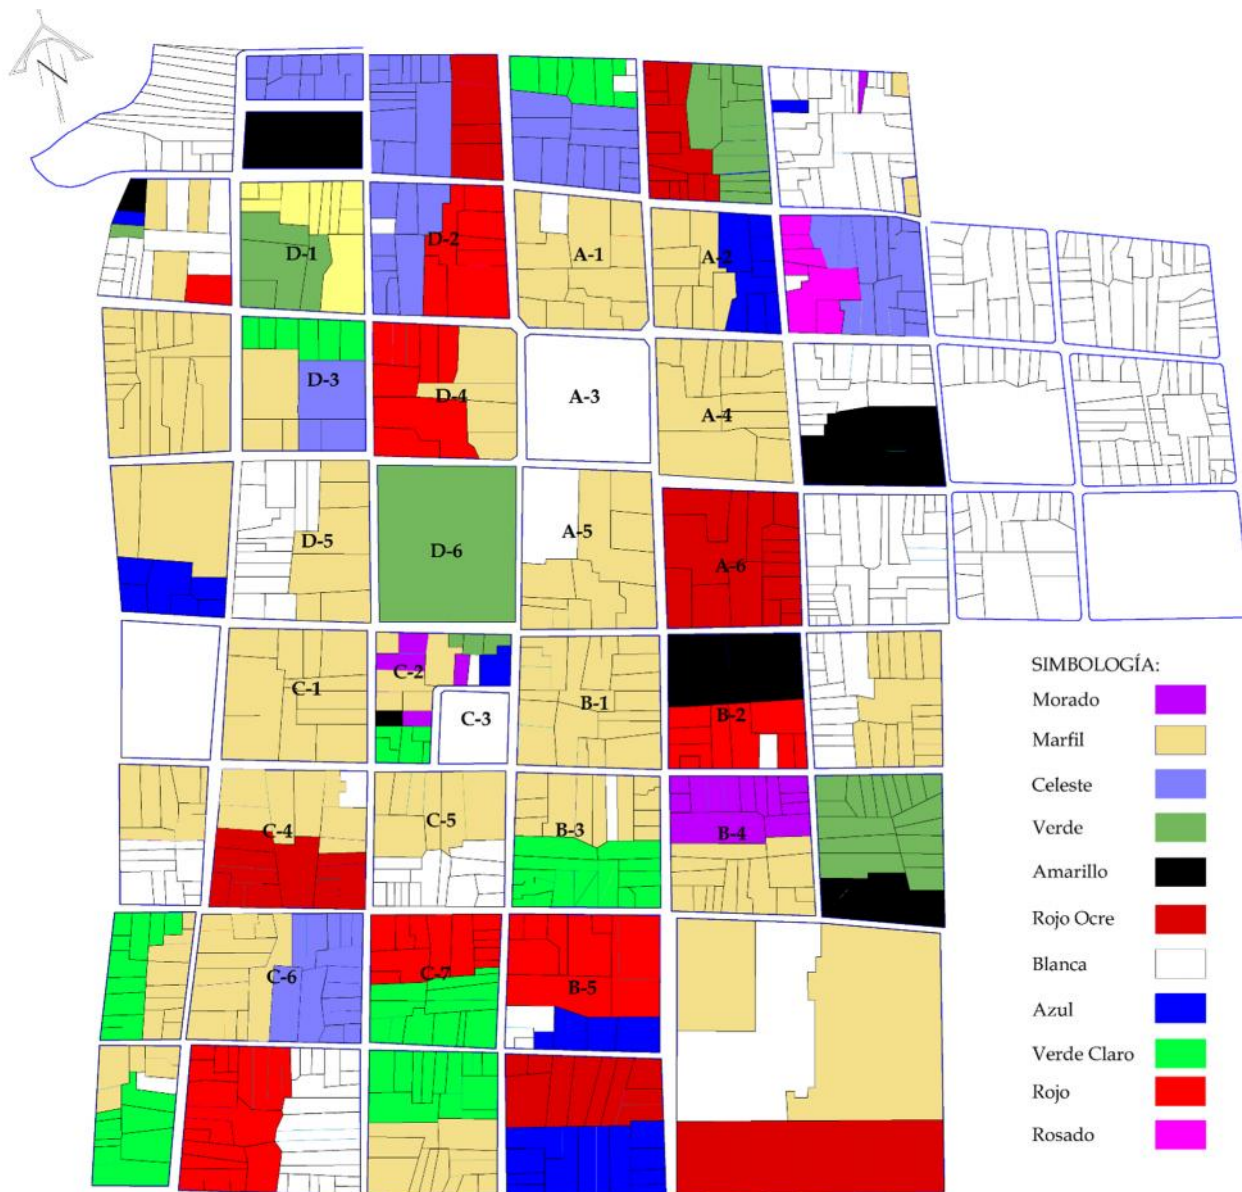 N
D-1
D-2
A-1
A-2
D-3
D-4
A-3
A-4
D-5
D-6
A-5
A-6
C-1
C-2
C-3
B-1
B-2
C-4
C-5
B-3
B-4
C-6
C-7
B-5
SIMBOLOGÍA:
Morado
Marfil
Celeste
Verde
Amarillo
Rojo Ocre
Blanca
Azul
Verde Claro
Rojo
Rosado